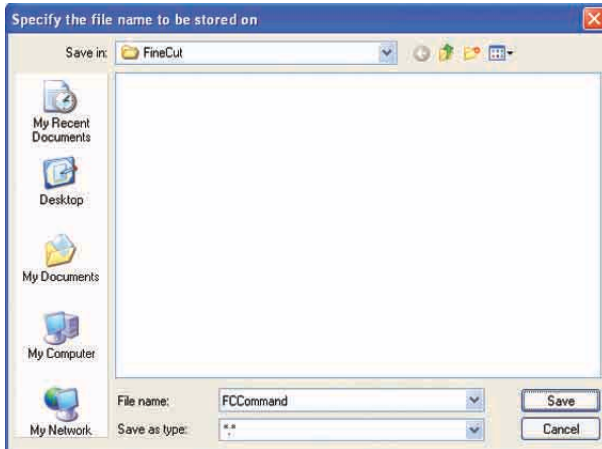 Specify the file name to be stored on
Save in: FineCut
My Recent
Documents
Desktop
My Documents
My Computer
My Network
File name: FCCommand
Save as type: *.*
Save
Cancel